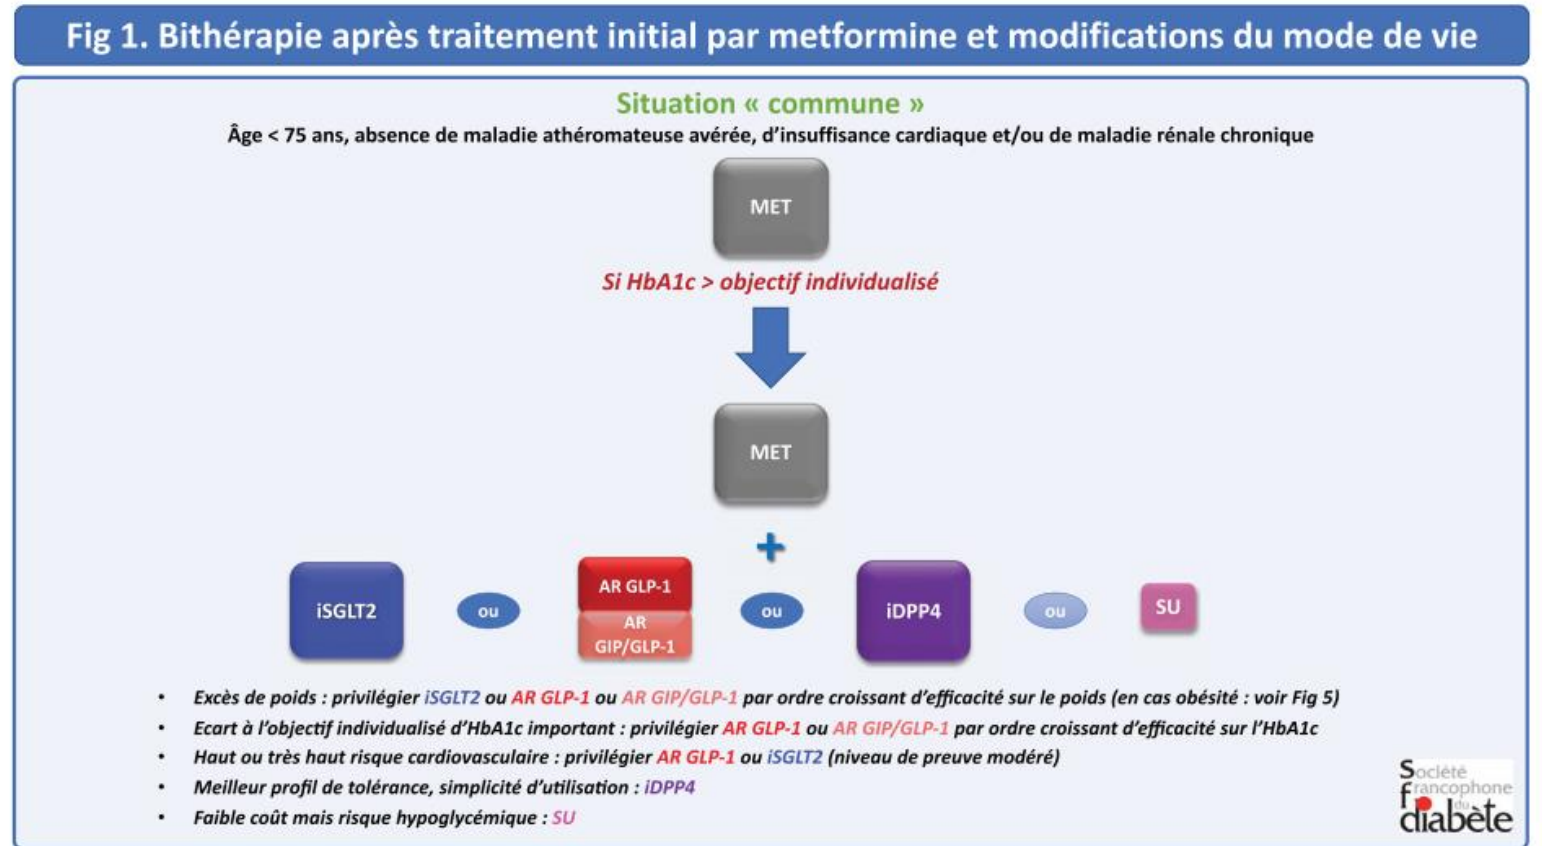 Fig 1. Bithérapie après traitement initial par metformine et modifications du mode de vie
Situation « commune »
Âge < 75 ans, absence de maladie athéromateuse avérée, d’insuffisance cardiaque et/ou de maladie rénale chronique
MET
Si HbA1c > objectif individualisé
MET
+
iSGLT2
ou
AR GLP-1
AR
GIP/GLP-1
ou
iDPP4
ou
SU
• Excès de poids : privilégier iSGLT2 ou AR GLP-1 ou AR GIP/GLP-1 par ordre croissant d’efficacité sur le poids (en cas obésité : voir Fig 5)
• Ecart à l’objectif individualisé d’HbA1c important : privilégier AR GLP-1 ou AR GIP/GLP-1 par ordre croissant d’efficacité sur l’HbA1c
• Haut ou très haut risque cardiovasculaire : privilégier AR GLP-1 ou iSGLT2 (niveau de preuve modéré)
• Meilleur profil de tolérance, simplicité d’utilisation : iDPP4
• Faible coût mais risque hypoglycémique : SU
Société
francophone
du
diabète